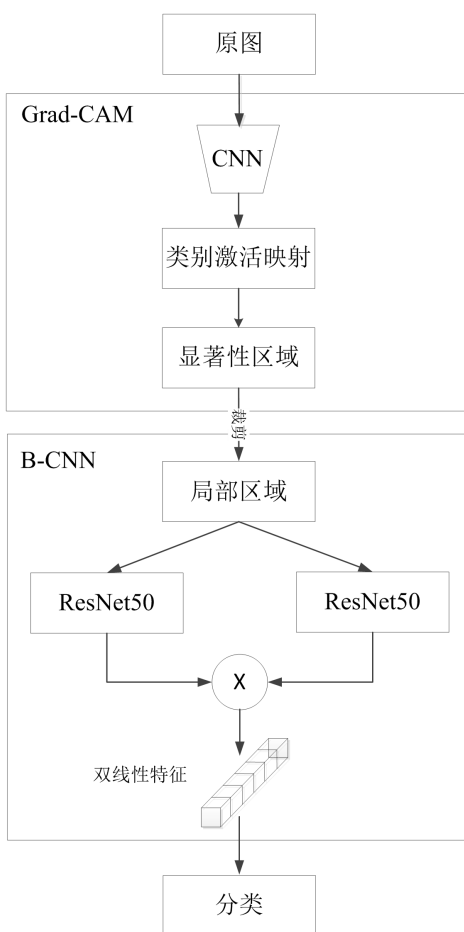 原图
Grad-CAM
CNN
类别激活映射
显著性区域
裁剪
B-CNN
局部区域
ResNet50
ResNet50
X
双线性特征
分类